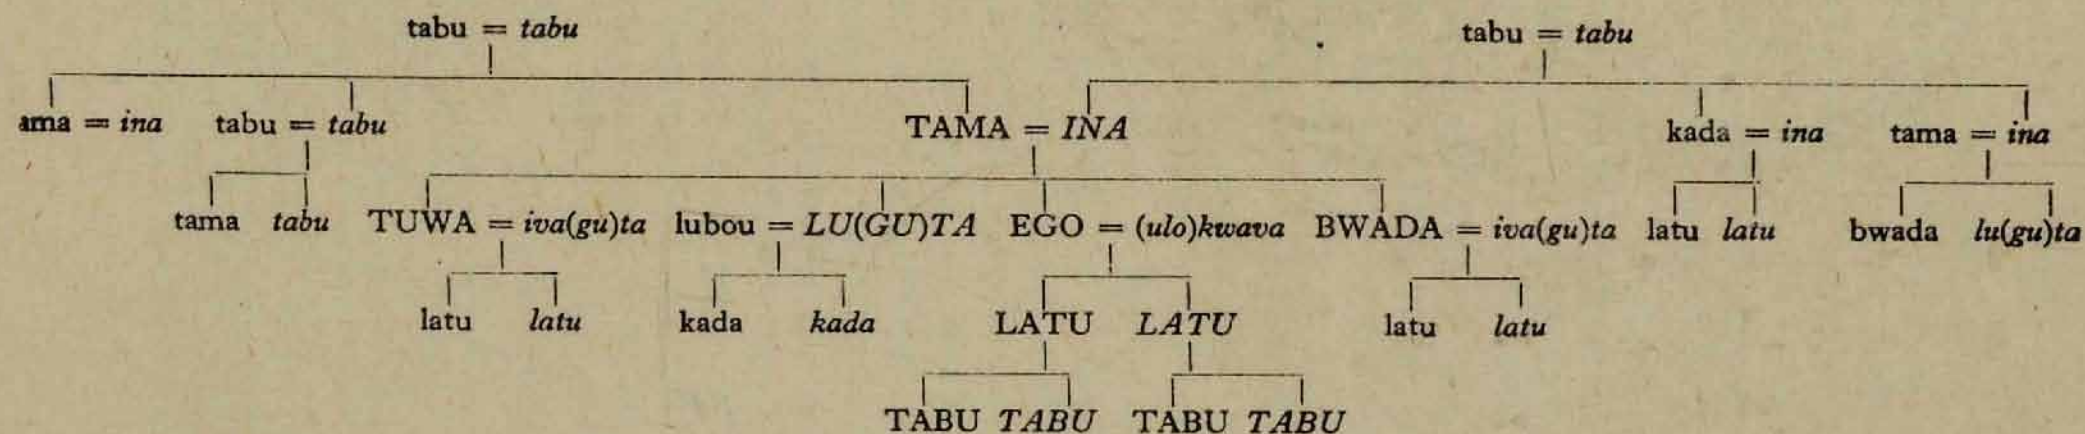 tabu = tabu tabu = tabu
ama = ina tabu = tabu TAMA = INA kada = ina tama = ina
tama tabu TUWA = iva(gu)ta lubou = LU(GU)TA EGO = (ulo)kwava BWADA = iva(gu)ta latu latu bwada lu(gu)ta
latu latu kada kada LATU LATU latu latu
TABU TABU TABU TABU